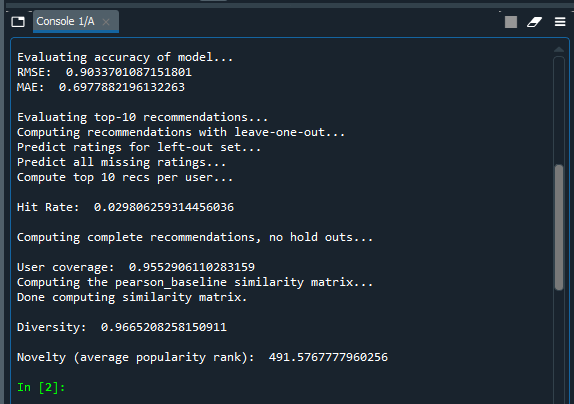 Console 1/A
Evaluating accuracy of model...
RMSE:  0.9033701087151801
MAE:  0.6977882196132263
Evaluating top-10 recommendations...
Computing recommendations with leave-one-out...
Predict ratings for left-out set...
Predict all missing ratings...
Compute top 10 recs per user...
Hit Rate:  0.029806259314456036
Computing complete recommendations, no hold outs...
User coverage:  0.9552906110283159
Computing the pearson_baseline similarity matrix...
Done computing similarity matrix.
Diversity:  0.9665208258150911
Novelty (average popularity rank):  491.5767777960256
In [2]: